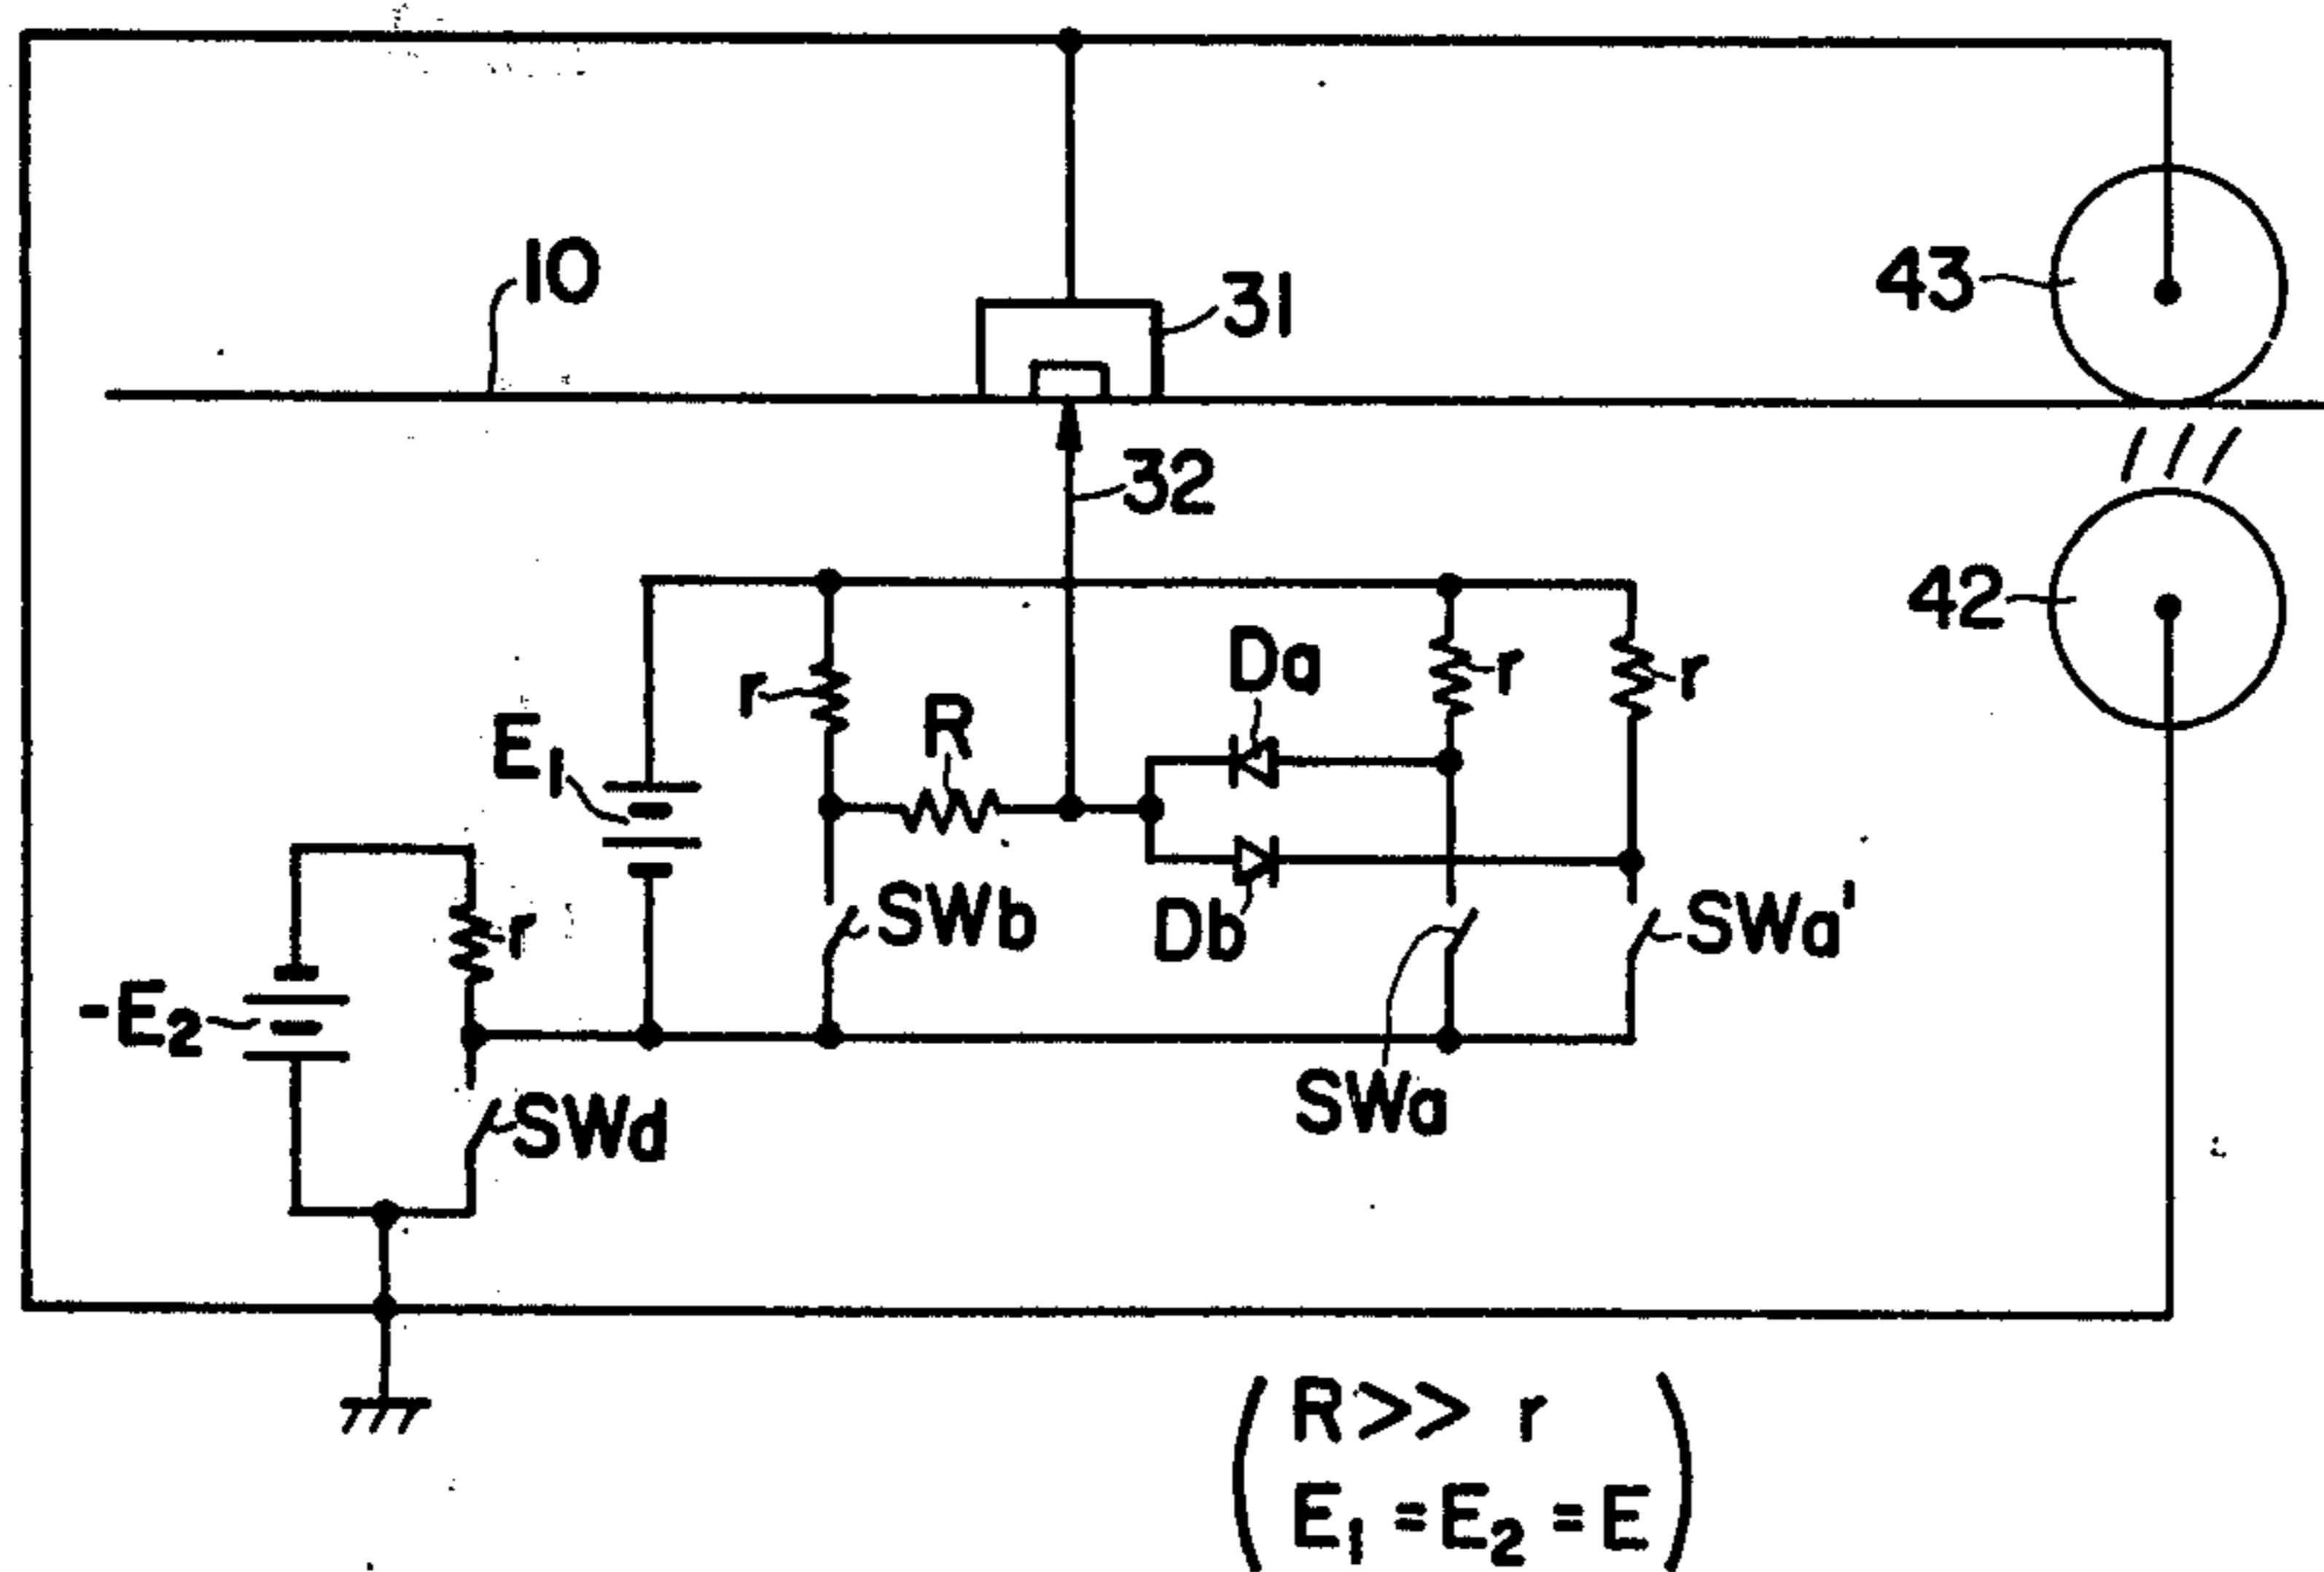 10
31
43
32
42
Da
r
r
r
R
E1
SWb
Db
SWa'
r
-E2
SWa
SWd
R>> r
E1 = E2 = E